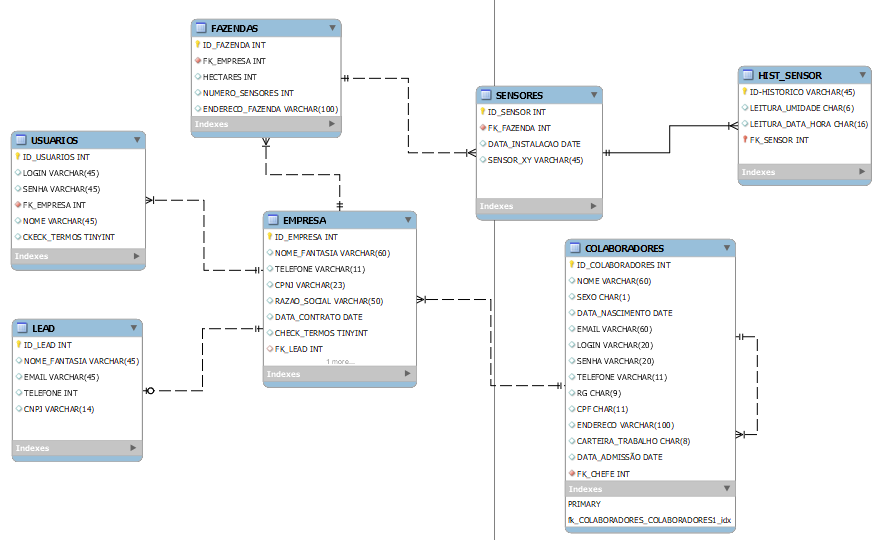 FAZENDAS
ID_FAZENDA INT
FK_EMPRESA INT
HECTARES INT
NUMERO_SENSORES INT
ENDERECO_FAZENDA VARCHAR(100)
Indexes
SENSORES
ID_SENSOR INT
FK_FAZENDA INT
DATA_INSTALACAO DATE
SENSOR_XY VARCHAR(45)
Indexes
HIST_SENSOR
ID-HISTORICO VARCHAR(45)
LEITURA_UMIDADE CHAR(6)
LEITURA_DATA_HORA CHAR(16)
FK_SENSOR INT
Indexes
USUARIOS
ID_USUARIOS INT
LOGIN VARCHAR(45)
SENHA VARCHAR(45)
FK_EMPRESA INT
NOME VARCHAR(45)
CKECK_TERMOS TINYINT
Indexes
EMPRESA
ID_EMPRESA INT
NOME_FANTASIA VARCHAR(60)
TELEFONE VARCHAR(11)
CPNJ VARCHAR(23)
RAZAO_SOCIAL VARCHAR(50)
DATA_CONTRATO DATE
CHECK_TERMOS TINYINT
FK_LEAD INT
1 more...
Indexes
LEAD
ID_LEAD INT
NOME_FANTASIA VARCHAR(45)
EMAIL VARCHAR(45)
TELEFONE INT
CNPJ VARCHAR(14)
Indexes
COLABORADORES
ID_COLABORADORES INT
NOME VARCHAR(60)
SEXO CHAR(1)
DATA_NASCIMENTO DATE
EMAIL VARCHAR(60)
LOGIN VARCHAR(20)
SENHA VARCHAR(20)
TELEFONE VARCHAR(11)
RG CHAR(9)
CPF CHAR(11)
ENDERECO VARCHAR(100)
CARTEIRA_TRABALHO CHAR(8)
DATA_ADMISSÃO DATE
FK_CHEFE INT
Indexes
PRIMARY
fk_COLABORADORES_COLABORADORES1_idx